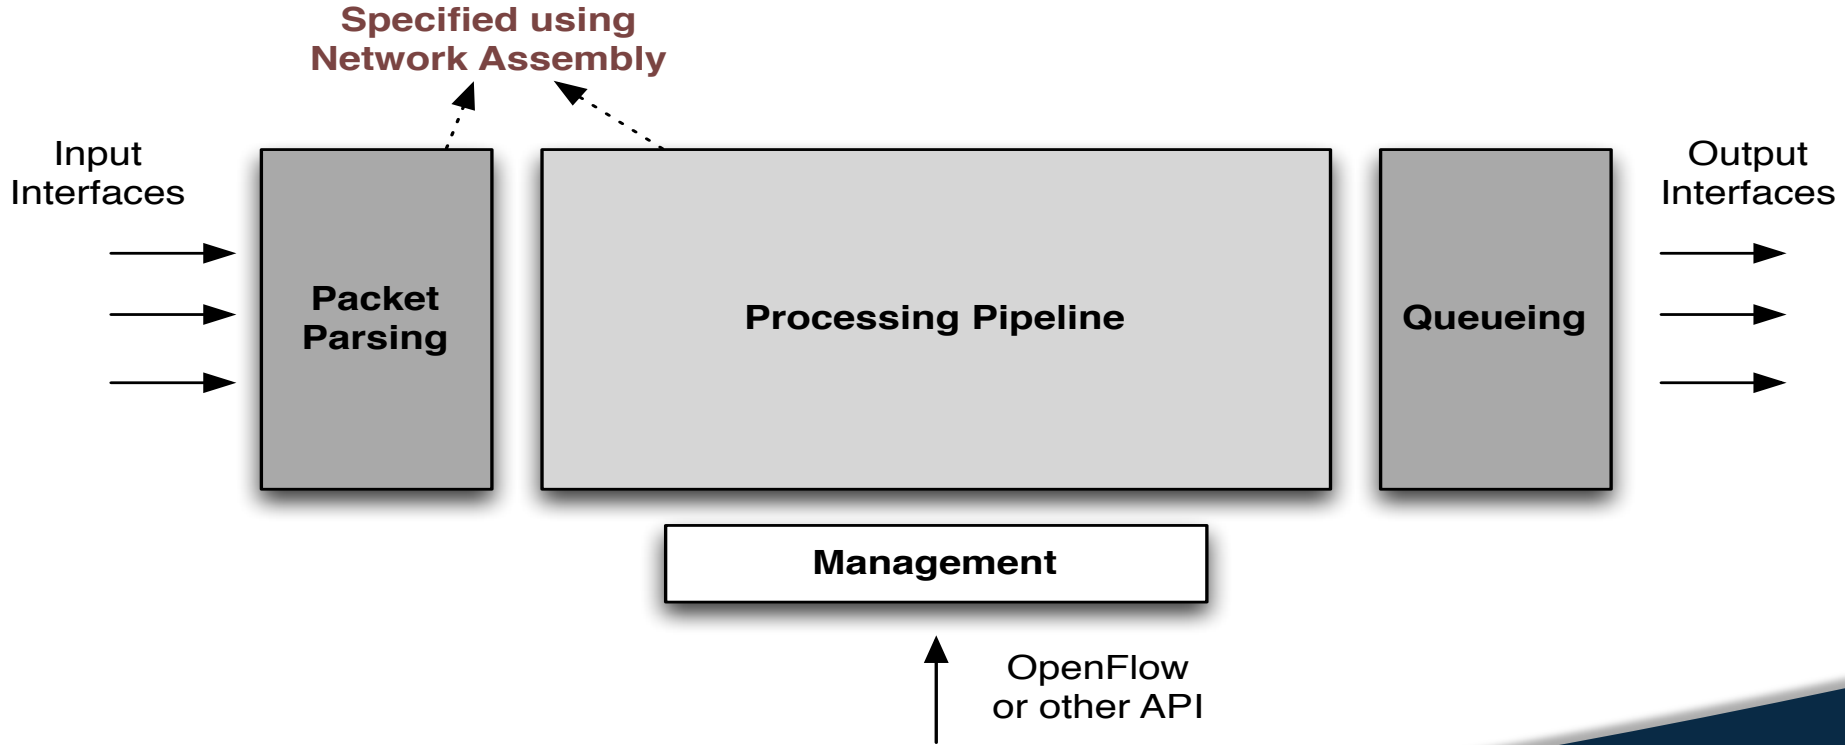 Specified using
Network Assembly
Input
Interfaces
Output
Interfaces
Packet
Parsing
Processing Pipeline
Queueing
Management
OpenFlow
or other API